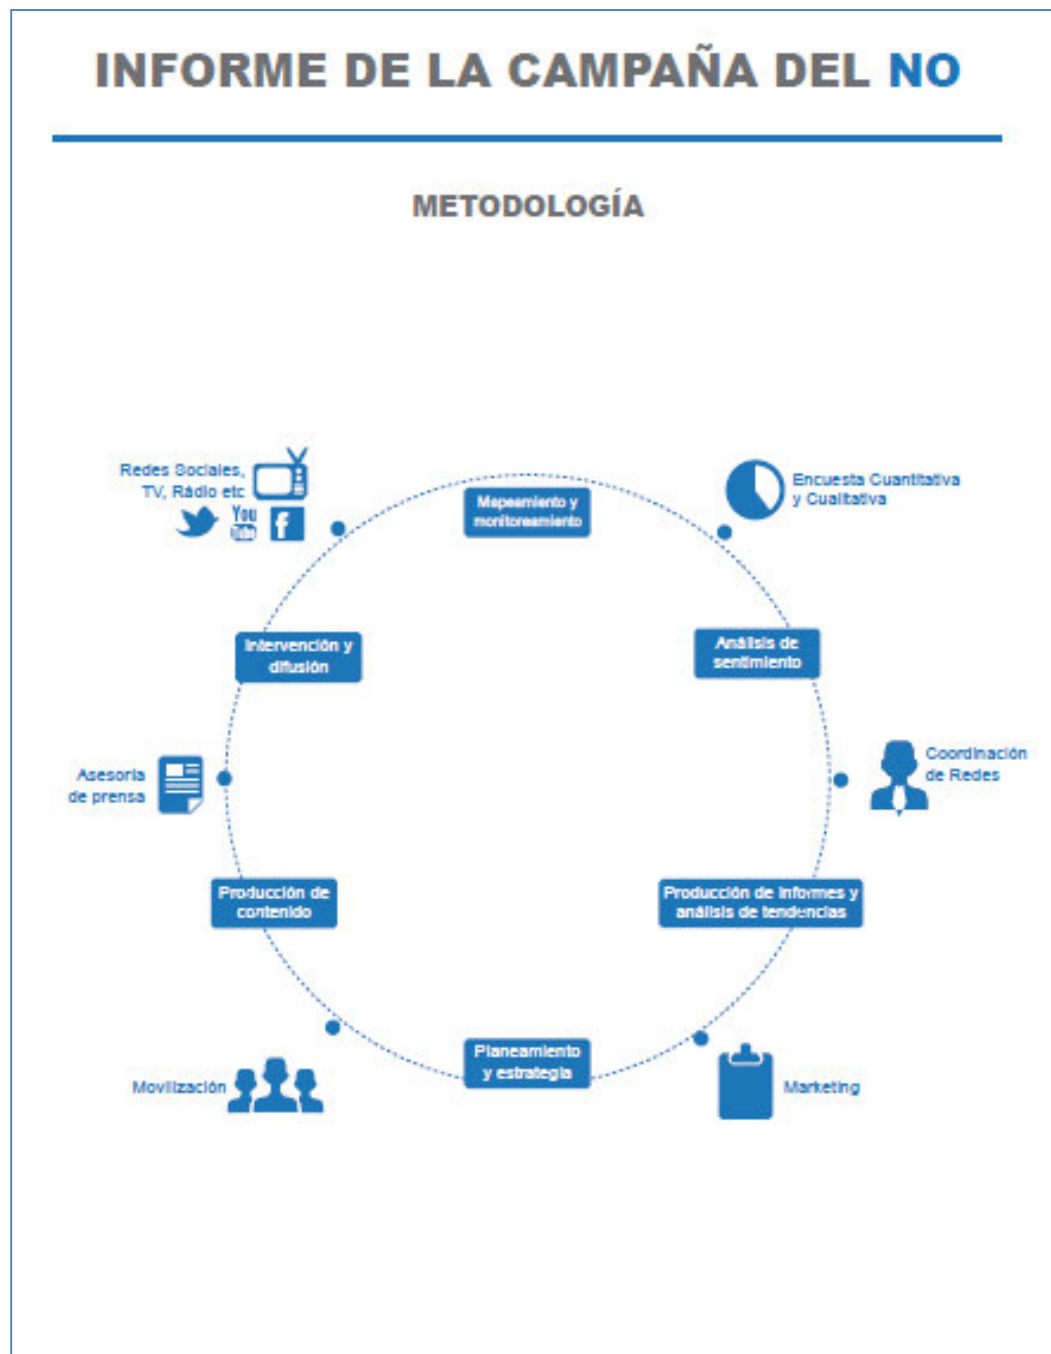 INFORME DE LA CAMPAÑA DEL NO
METODOLOGÍA
Redes Sociales,
TV, Rádio etc
You
Tube
f
Mapeamiento y
monitoreamiento
Encuesta Cuantitativa
y Cualitativa
Intervención y
difusión
Análisis de
sentimiento
Asesoría
de prensa
Coordinación
de Redes
Producción de
contenido
Producción de informes y
análisis de tendencias
Movilización
Planeamiento
y estrategia
Marketing